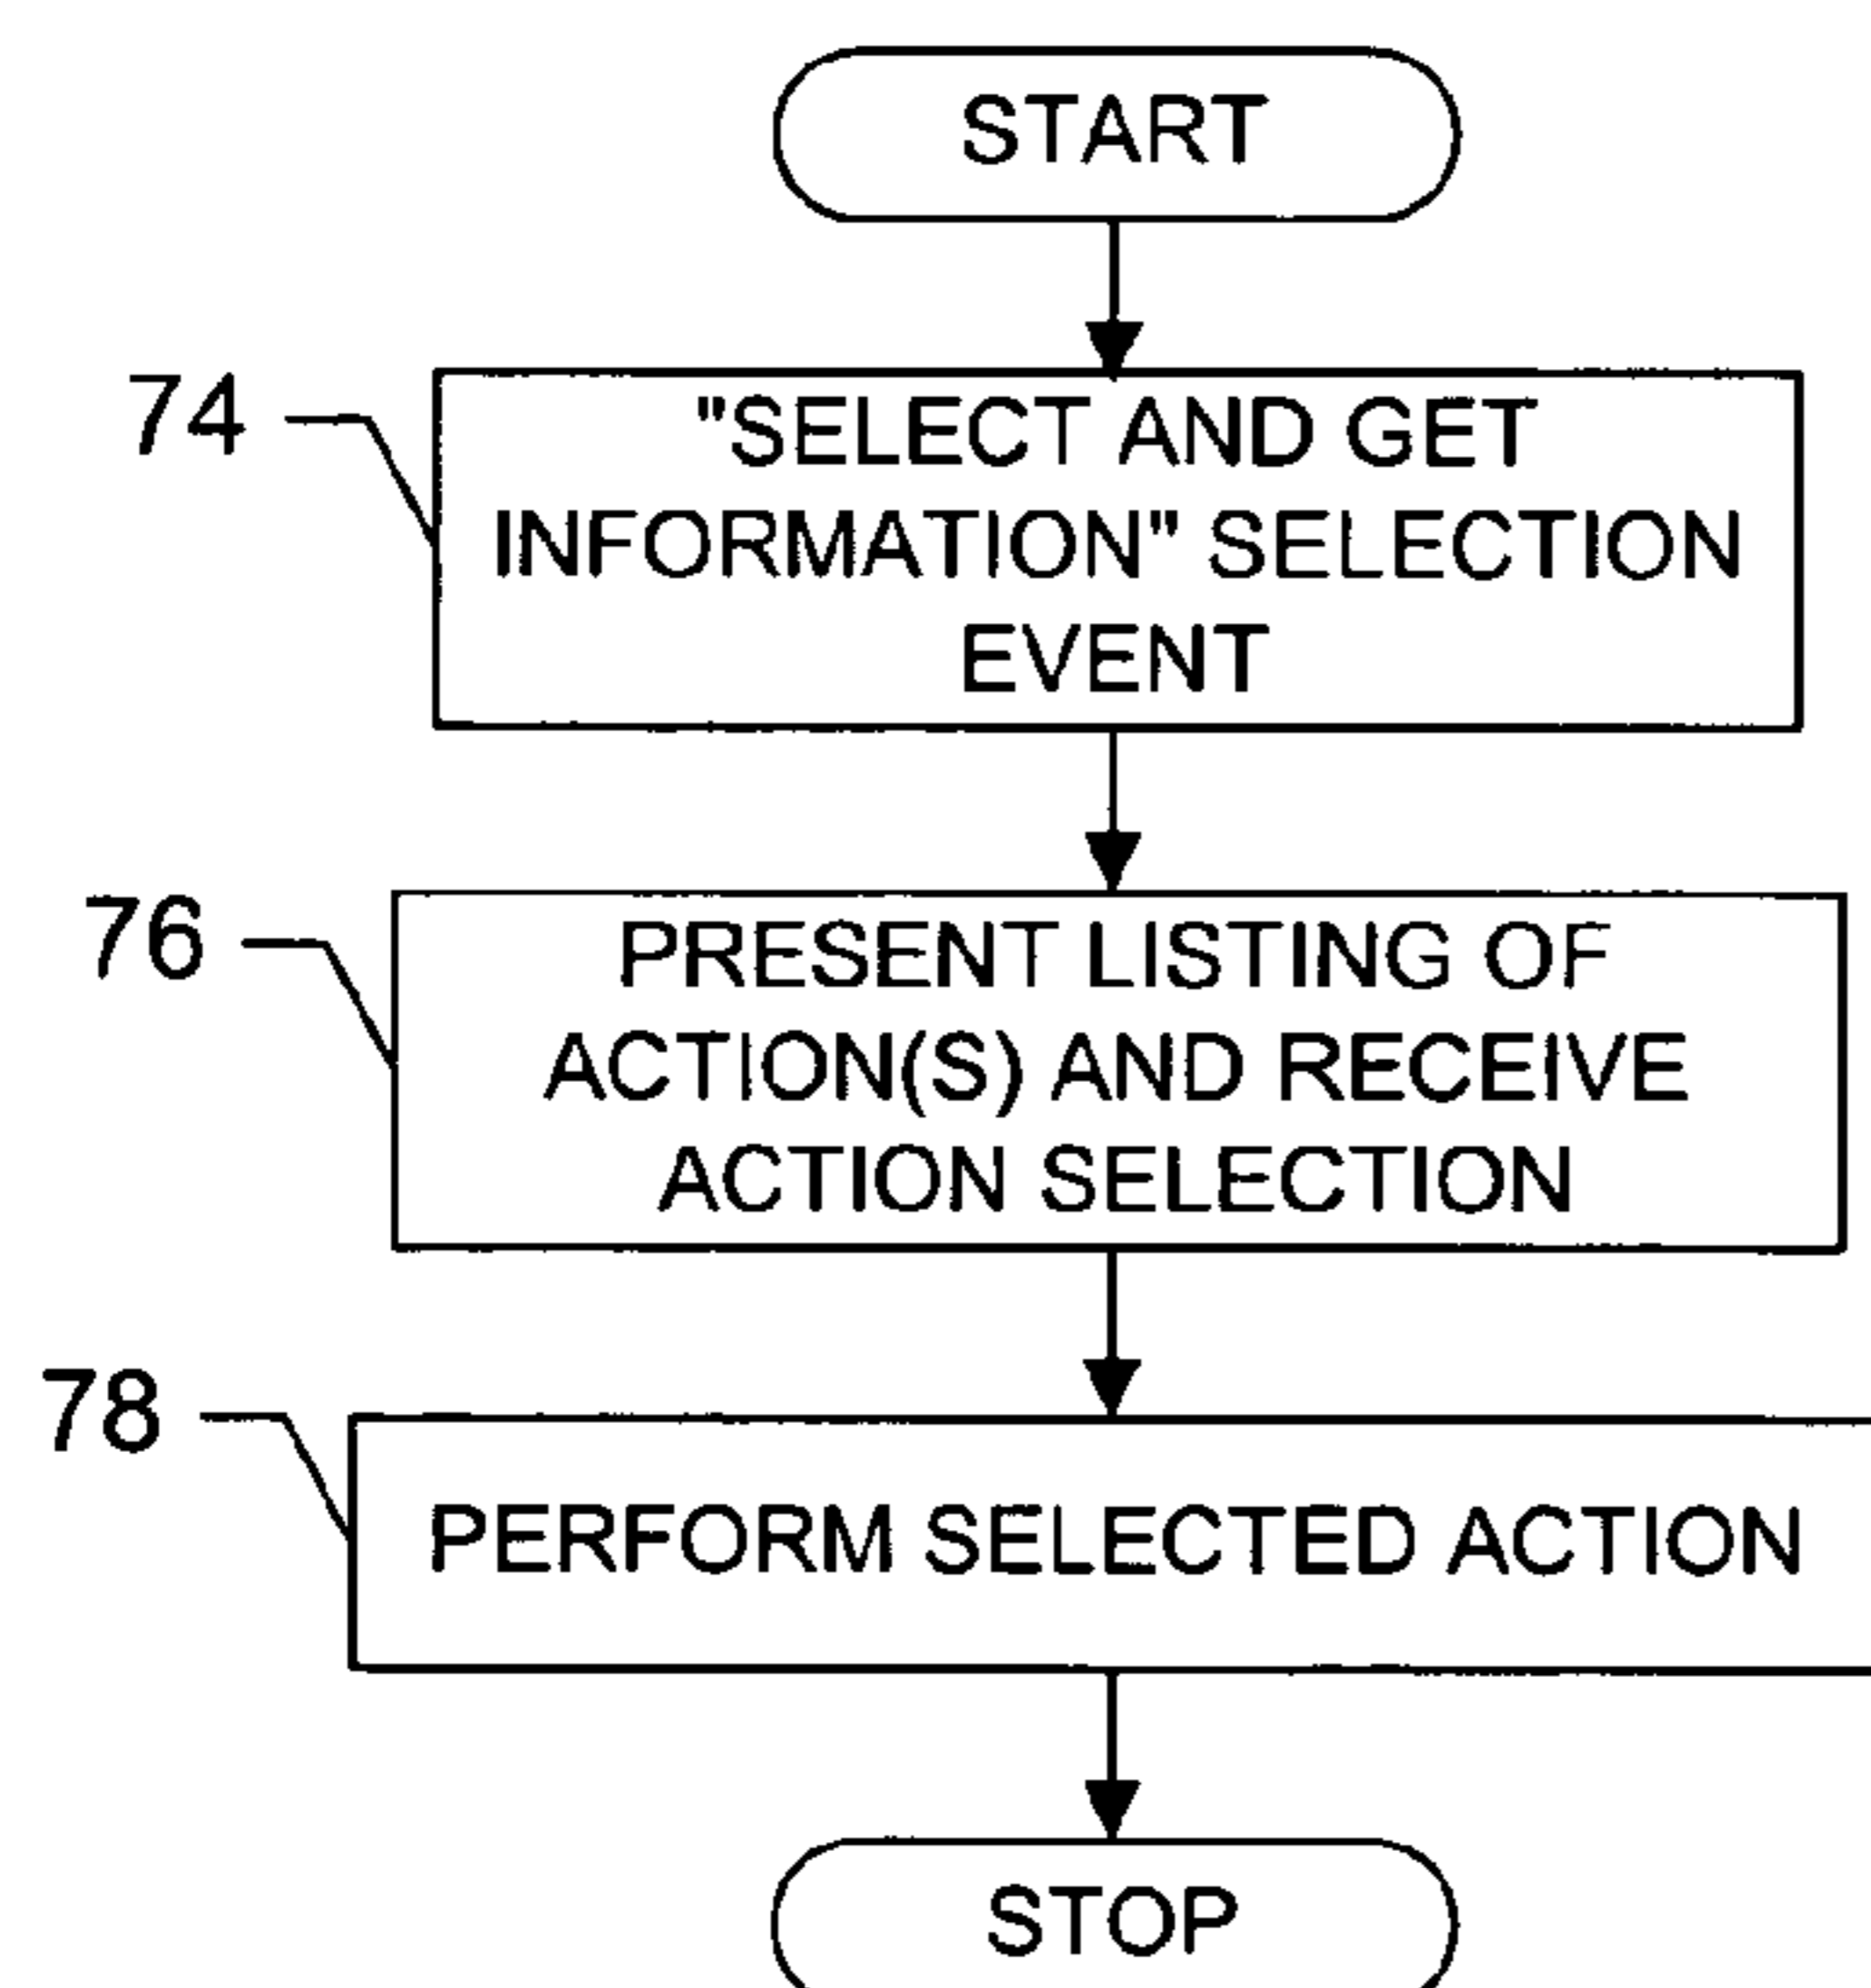 START
74
"SELECT AND GET
INFORMATION" SELECTION
EVENT
76
PRESENT LISTING OF
ACTION(S) AND RECEIVE
ACTION SELECTION
78
PERFORM SELECTED ACTION
STOP